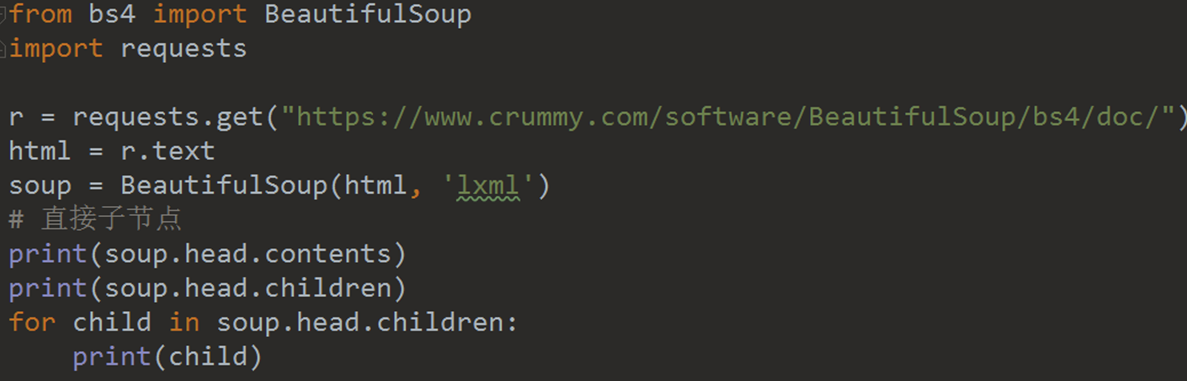 from bs4 import BeautifulSoup
import requests
r = requests.get("https://www.crummy.com/software/BeautifulSoup/bs4/doc/")
html = r.text
soup = BeautifulSoup(html, 'lxml')
# 直接子节点
print(soup.head.contents)
print(soup.head.children)
for child in soup.head.children:
    print(child)